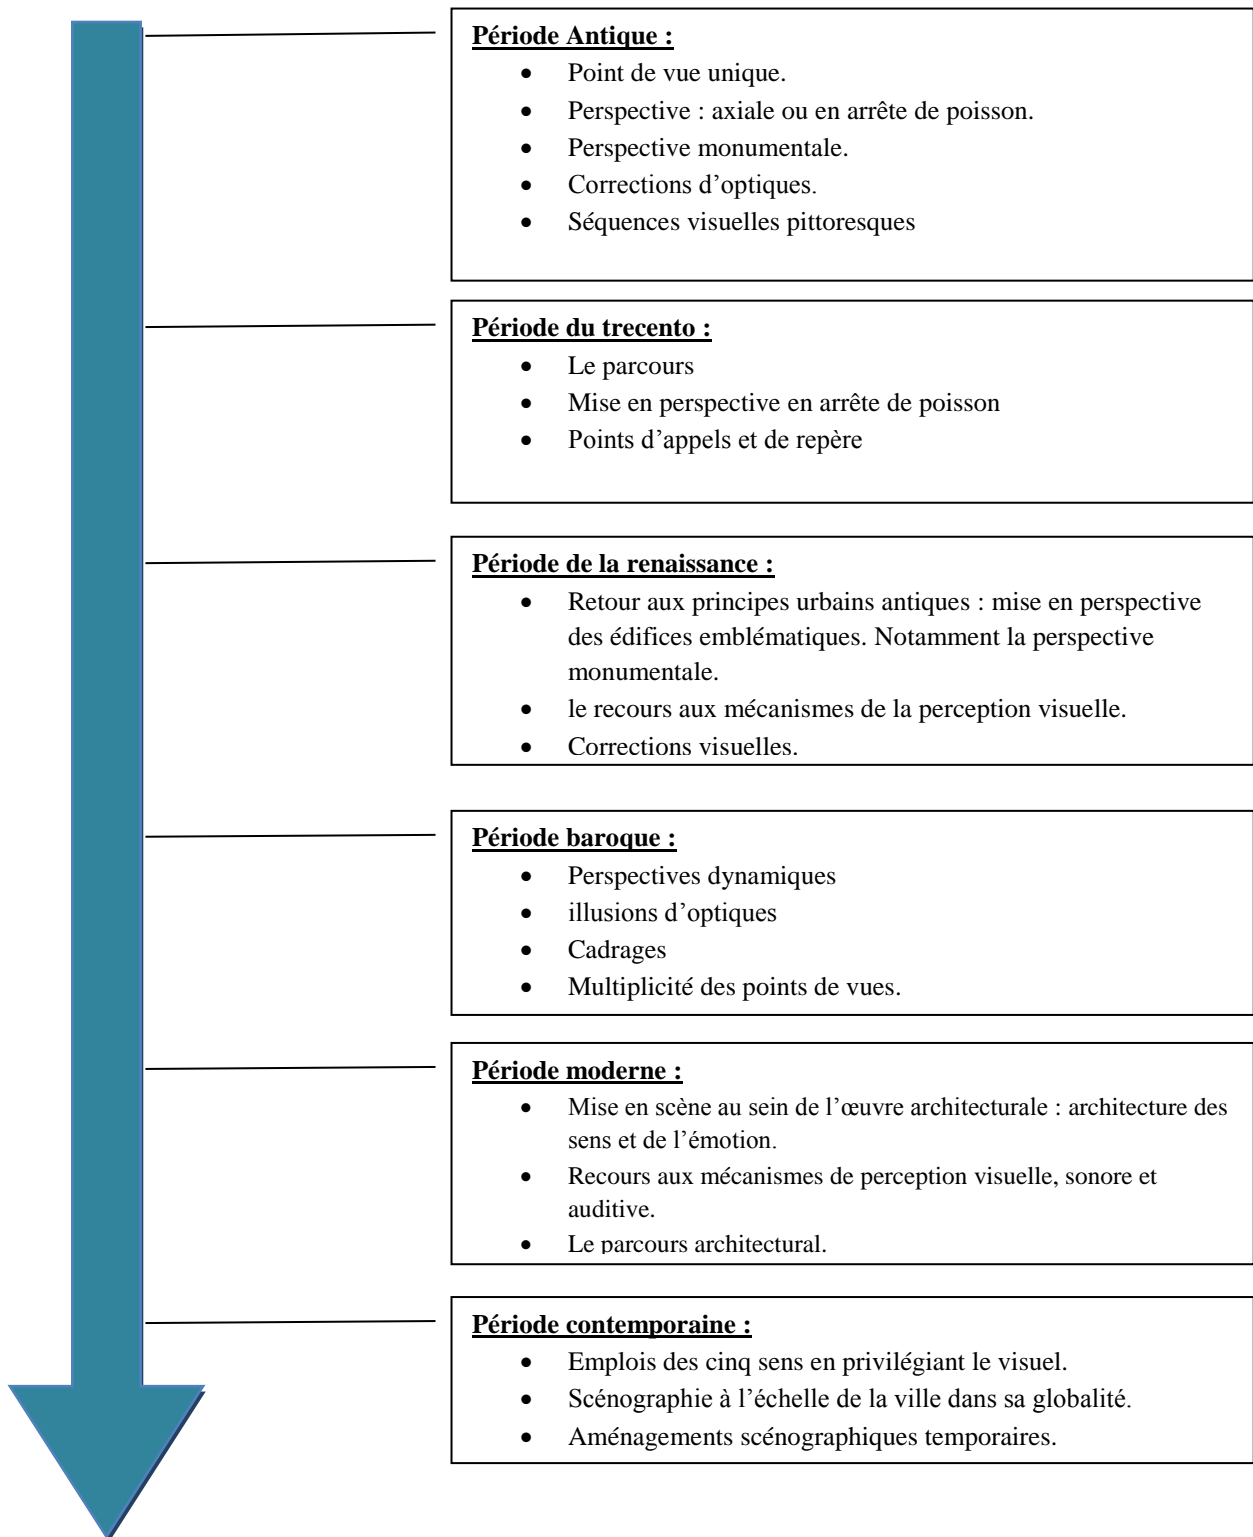 Période Antique :
• Point de vue unique.
• Perspective : axiale ou en arrête de poisson.
• Perspective monumentale.
• Corrections d’optiques.
• Séquences visuelles pittoresques
Période du trecento :
• Le parcours
• Mise en perspective en arrête de poisson
• Points d’appels et de repère
Période de la renaissance :
• Retour aux principes urbains antiques : mise en perspective
des édifices emblématiques. Notamment la perspective
monumentale.
• le recours aux mécanismes de la perception visuelle.
• Corrections visuelles.
Période baroque :
• Perspectives dynamiques
• illusions d’optiques
• Cadrages
• Multiplicité des points de vues.
Période moderne :
• Mise en scène au sein de l’œuvre architecturale : architecture des
sens et de l’émotion.
• Recours aux mécanismes de perception visuelle, sonore et
auditive.
• Le parcours architectural.
Période contemporaine :
• Emplois des cinq sens en privilégiant le visuel.
• Scénographie à l’échelle de la ville dans sa globalité.
• Aménagements scénographiques temporaires.